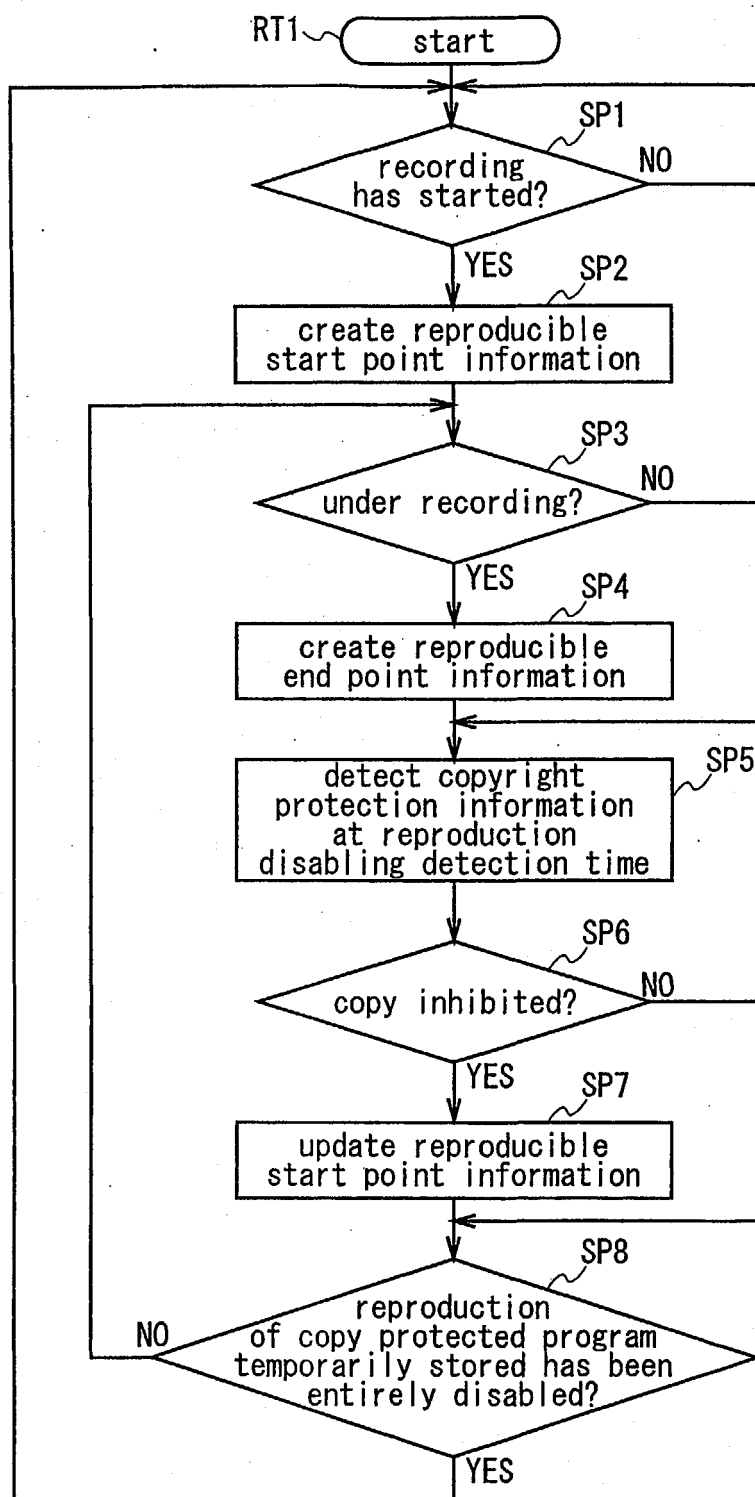 RT1
start
SP1
recording
has started?
NO
YES
SP2
create reproducible
start point information
SP3
under recording?
NO
YES
SP4
create reproducible
end point information
SP5
detect copyright
protection information
at reproduction
disabling detection time
SP6
copy inhibited?
NO
YES
SP7
update reproducible
start point information
SP8
reproduction
of copy protected program
temporarily stored has been
entirely disabled?
NO
YES